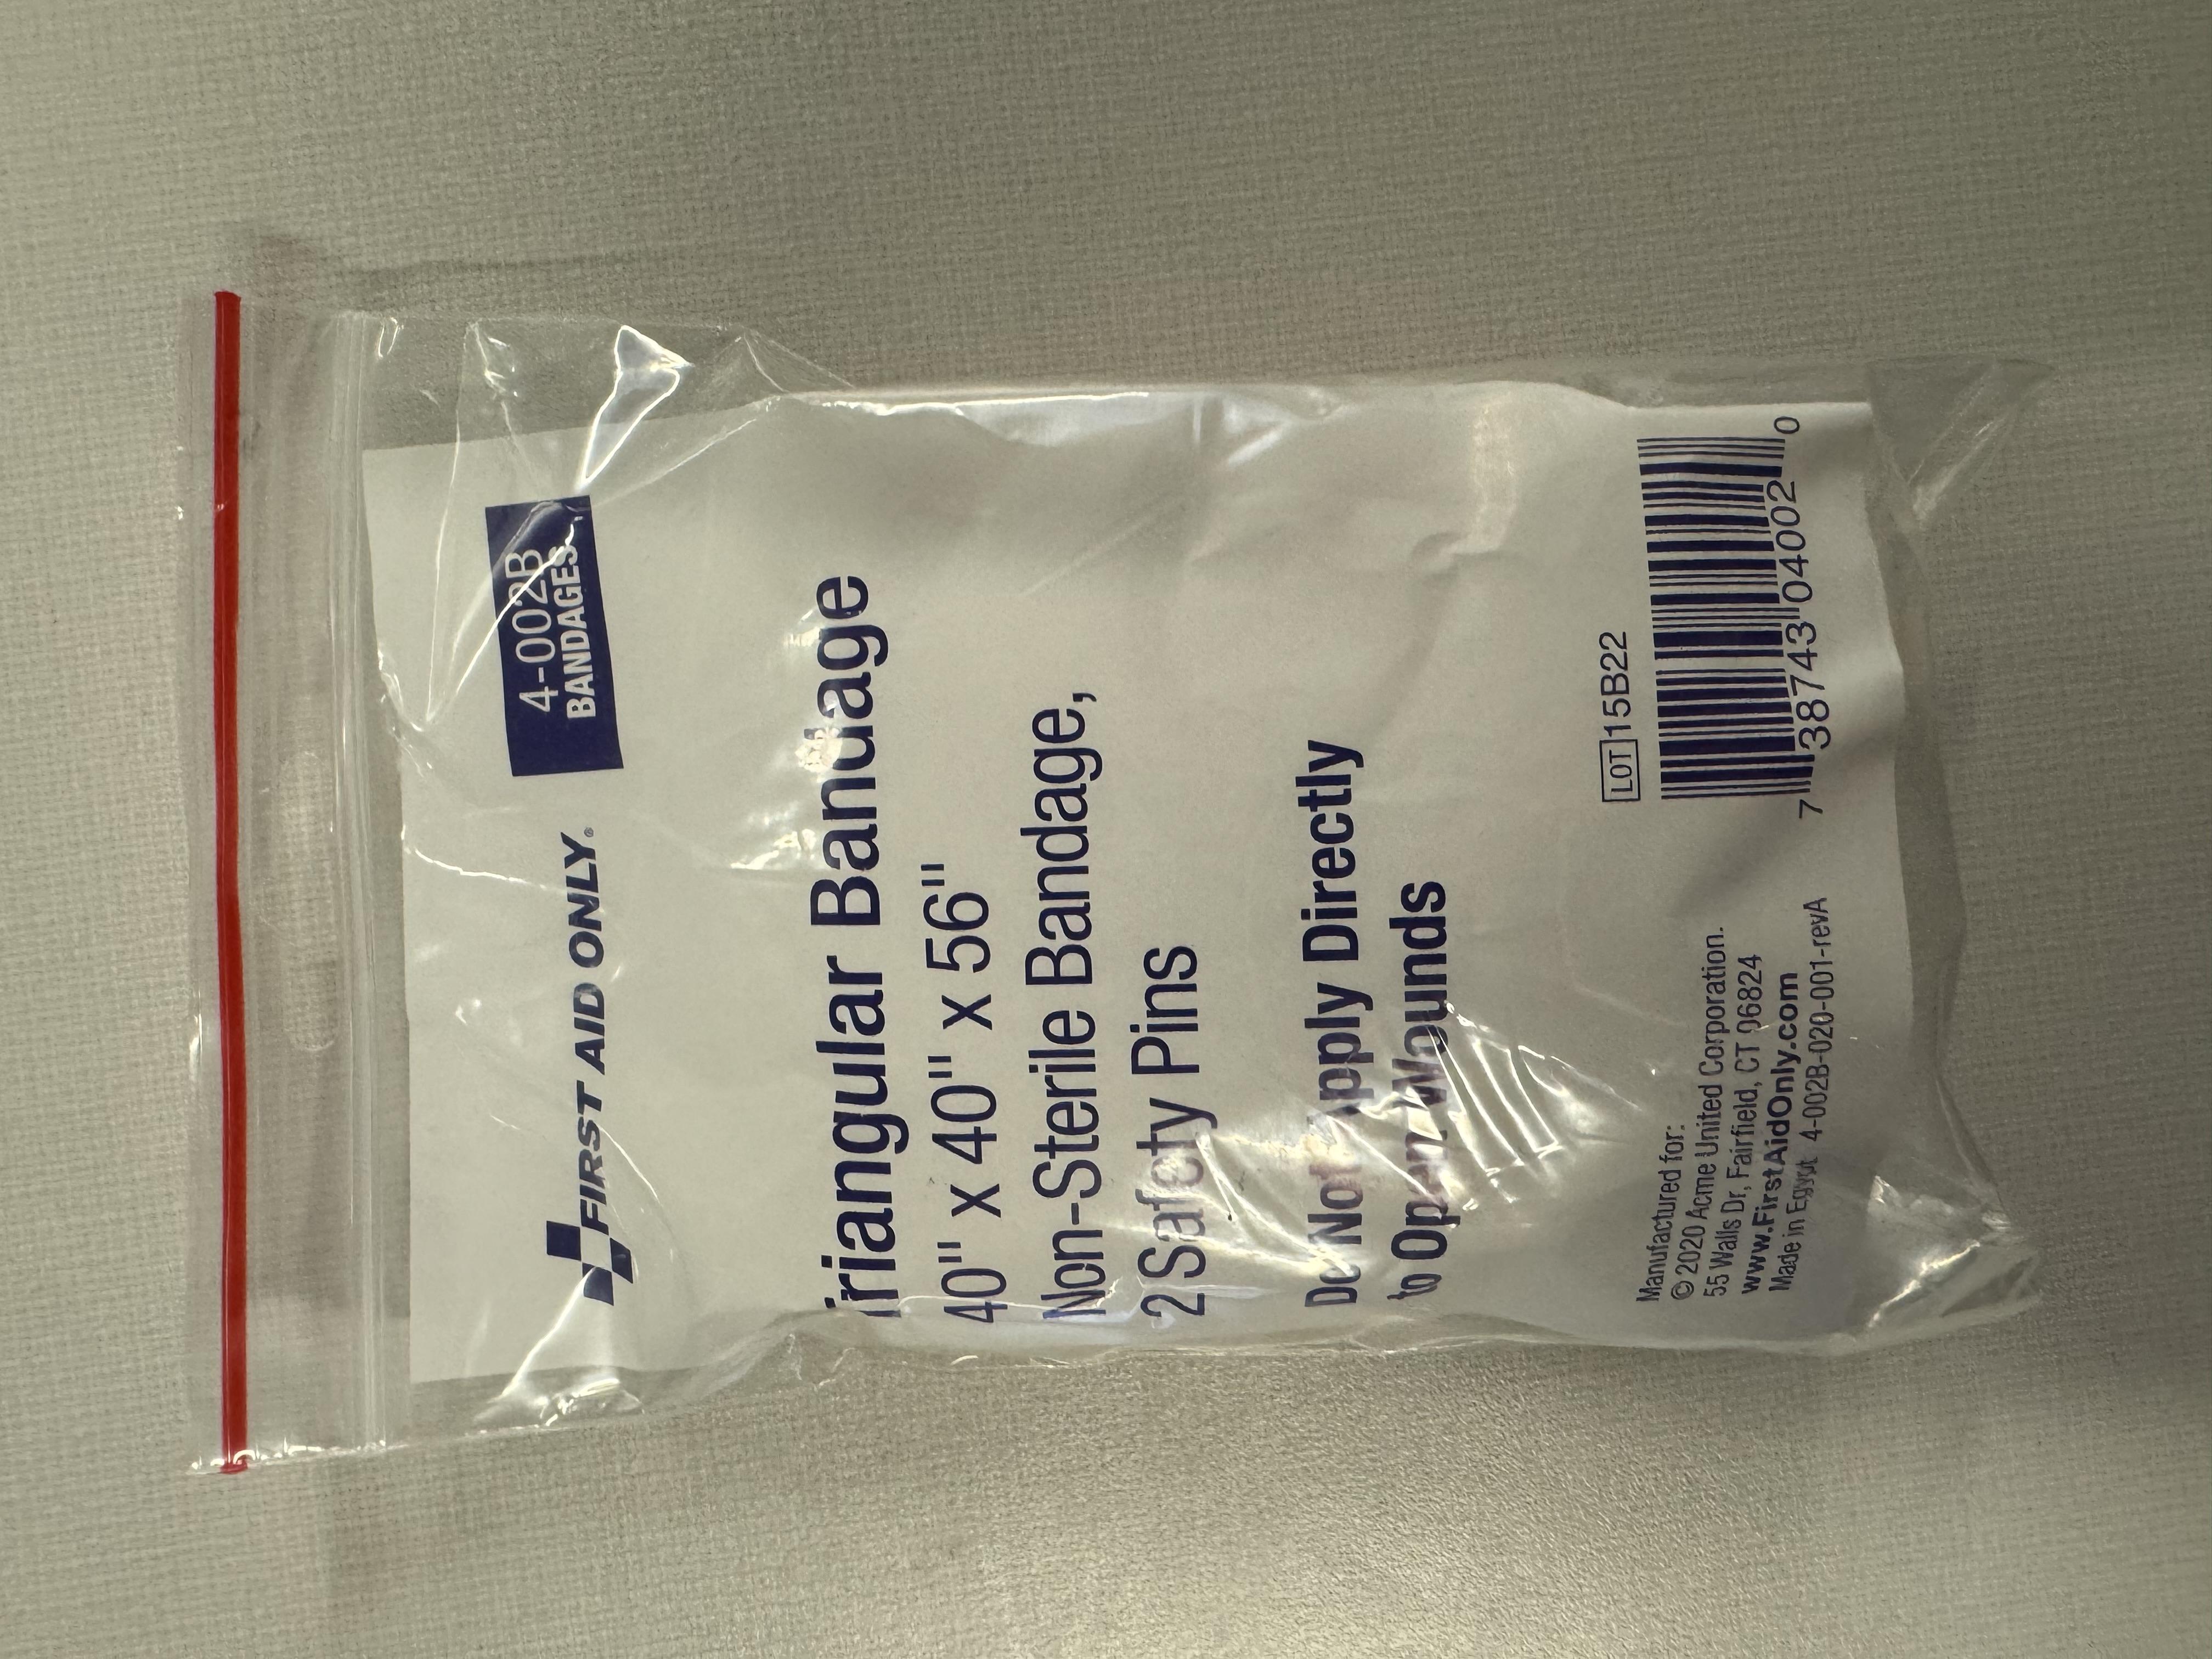 FIRST AID ONLY®
4-002B
BANDAGES
Triangular Bandage
40" x 40" x 56"
Non-Sterile Bandage,
2 Safety Pins
Do Not Apply Directly
to Open Wounds
Manufactured for:
© 2020 Acme United Corporation.
55 Walls Dr, Fairfield, CT 06824
www.FirstAidOnly.com
Made in Egypt 4-002B-020-001-revA
LOT 15B22
7 38743 04002 0